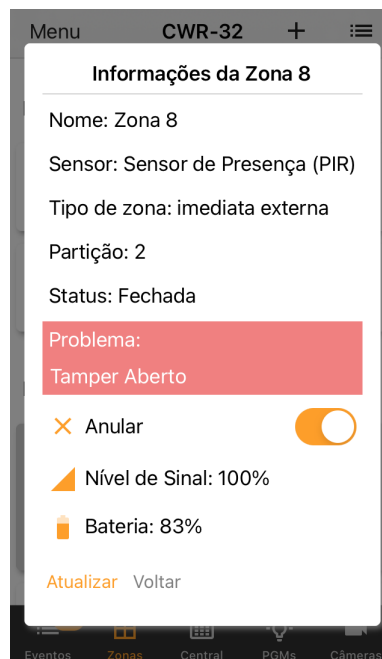 Menu CWR-32 +
Informações da Zona 8
Nome: Zona 8
Sensor: Sensor de Presença (PIR)
Tipo de zona: imediata externa
Partição: 2
Status: Fechada
Problema:
Tamper Aberto
Anular
Nível de Sinal: 100%
Bateria: 83%
Atualizar Voltar
Eventos Zonas Central PGMs Câmeras